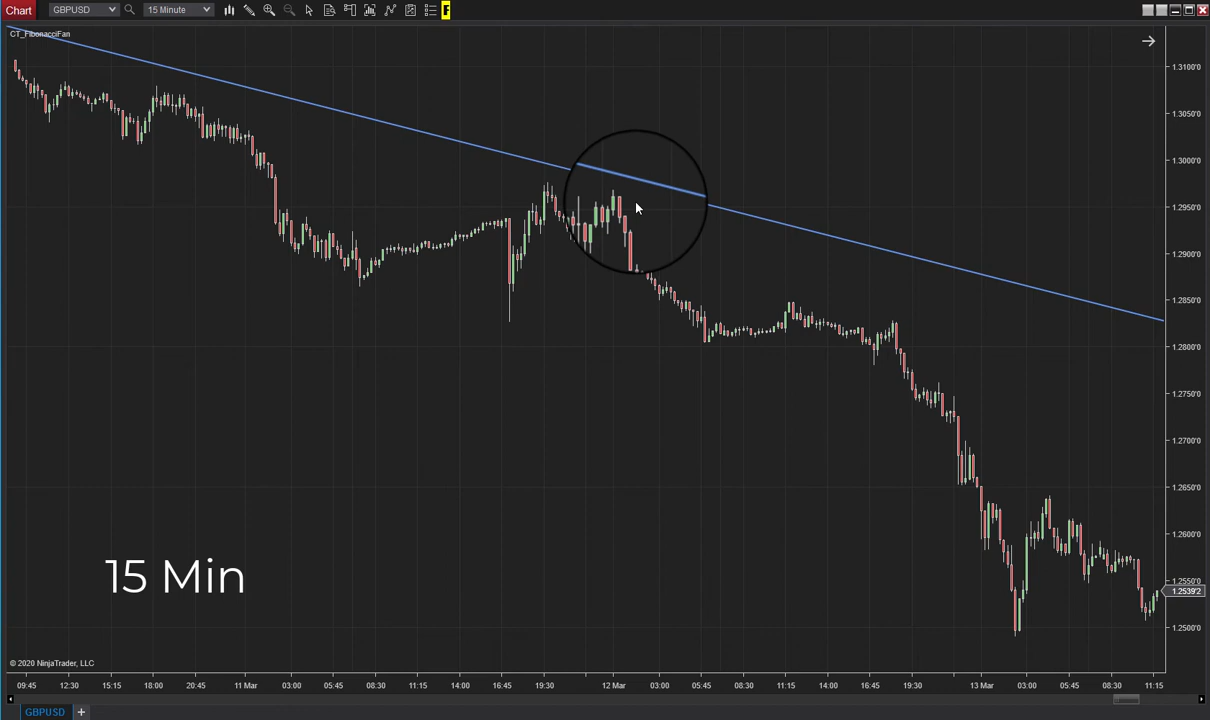 Chart GBPUSD 15 Minute F
CT_FibonacciFan
1.3100'0
1.3050'0
1.3000'0
1.2950'0
1.2900'0
1.2850'0
1.2800'0
1.2750'0
1.2700'0
1.2650'0
1.2600'0
1.2550'0
1.2539'2
1.2500'0
15 Min
© 2020 NinjaTrader, LLC
09:45 12:30 15:15 18:00 20:45 11 Mar 03:00 05:45 08:30 11:15 14:00 16:45 19:30 12 Mar 03:00 05:45 08:30 11:15 14:00 16:45 19:30 13 Mar 03:00 05:45 08:30 11:15
GBPUSD